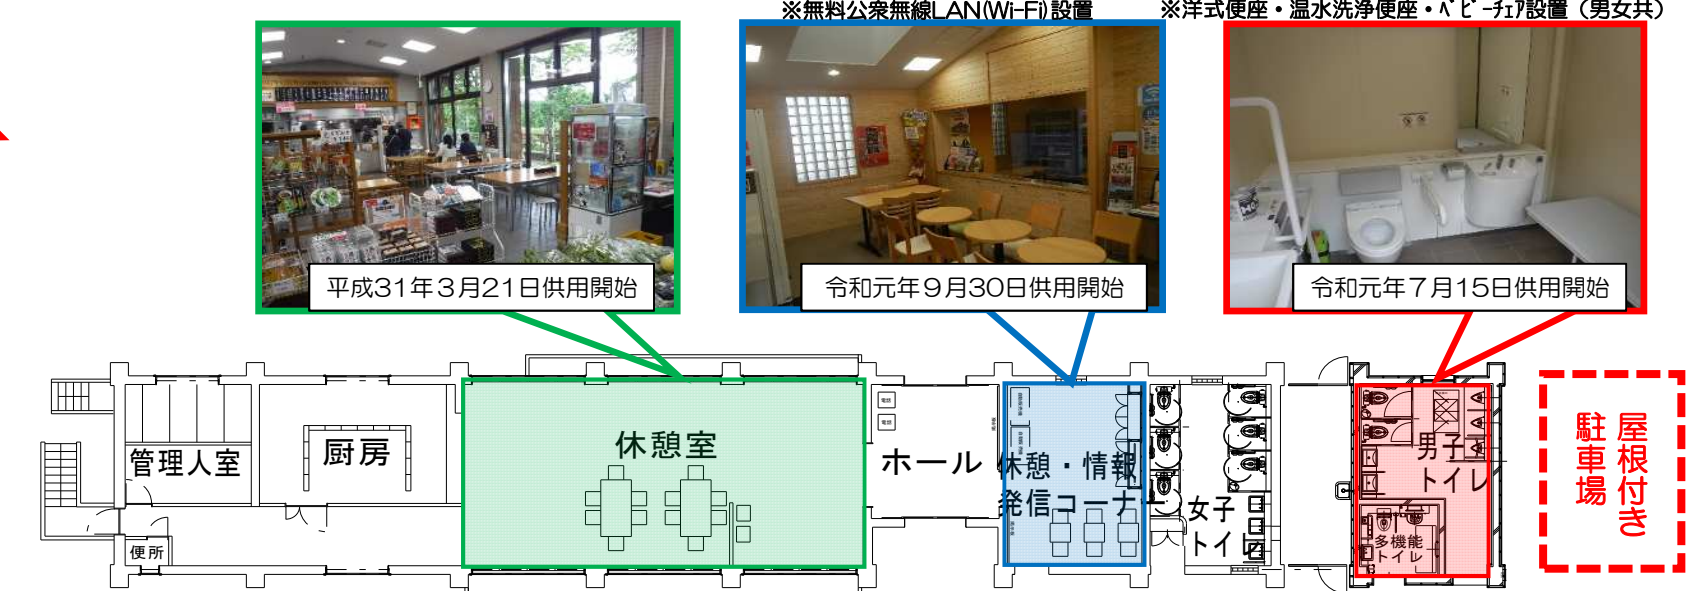 ※無料公衆無線LAN(Wi-Fi)設置
※洋式便座・温水洗浄便座・ﾍﾞﾋﾞｰﾁｪｱ設置（男女共）
平成31年３月21日供用開始
令和元年９月30日供用開始
令和元年７月15日供用開始
管理人室
厨房
休憩室
ホール
休憩・情報
発信コーナー
女子
トイレ
男子
トイレ
多機能
トイレ
便所
屋根付き
駐車場